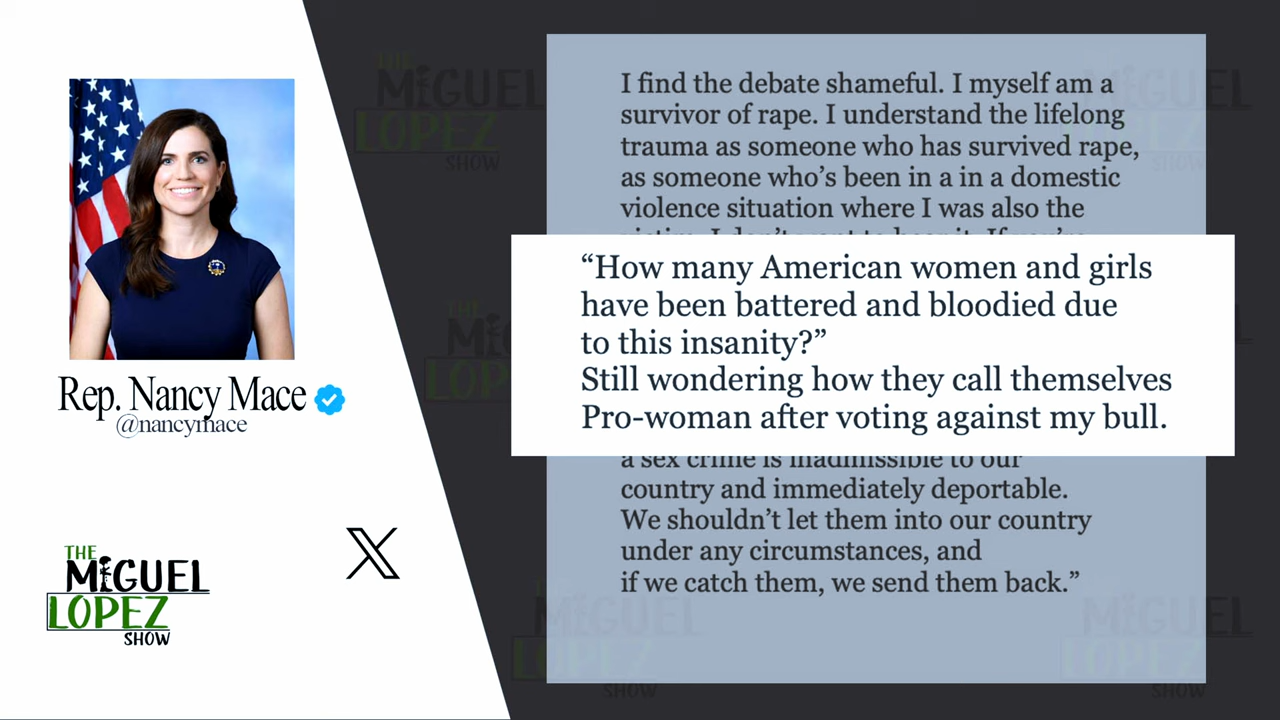 I find the debate shameful. I myself am a
survivor of rape. I understand the lifelong
trauma as someone who has survived rape,
as someone who’s been in a in a domestic
violence situation where I was also the
“How many American women and girls
have been battered and bloodied due
to this insanity?”
Still wondering how they call themselves
Pro-woman after voting against my bull.
a sex crime is inadmissible to our
country and immediately deportable.
We shouldn’t let them into our country
under any circumstances, and
if we catch them, we send them back.”
Rep. Nancy Mace
@nancymace
X
THE
MiGUEL
LOPEZ
SHOW
THE
MiGUEL
LOPEZ
SHOW